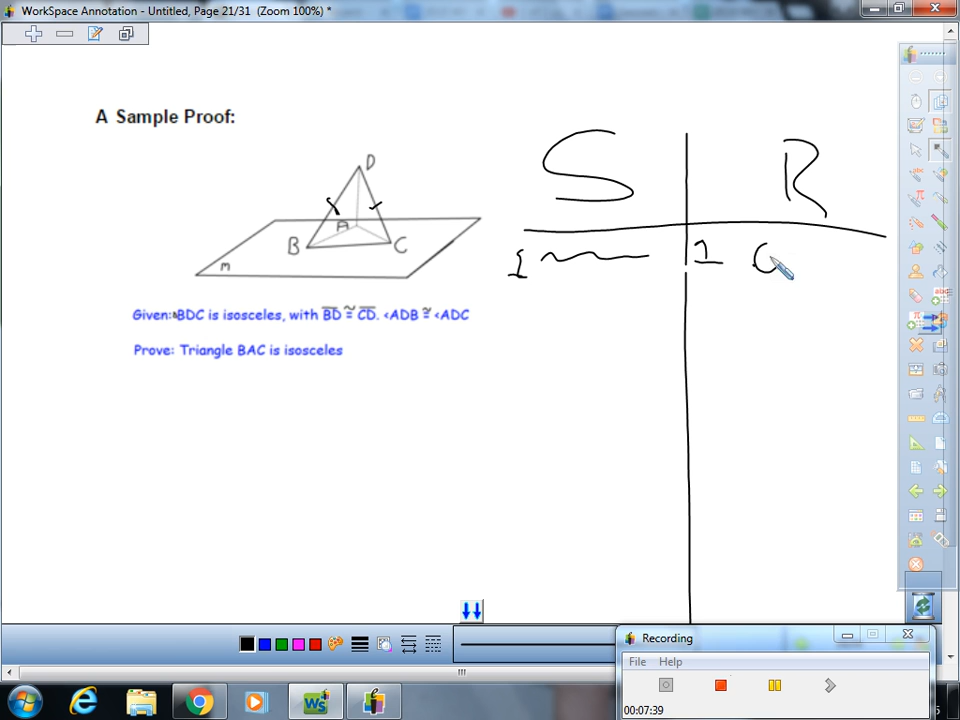 WorkSpace Annotation - Untitled, Page 21/31 (Zoom 100%) *
A Sample Proof:
D
A
B
C
m
S
R
1
1
Given: BDC is isosceles, with BD ≅ CD. <ADB ≅ <ADC
Prove: Triangle BAC is isosceles
Recording
File Help
00:07:39